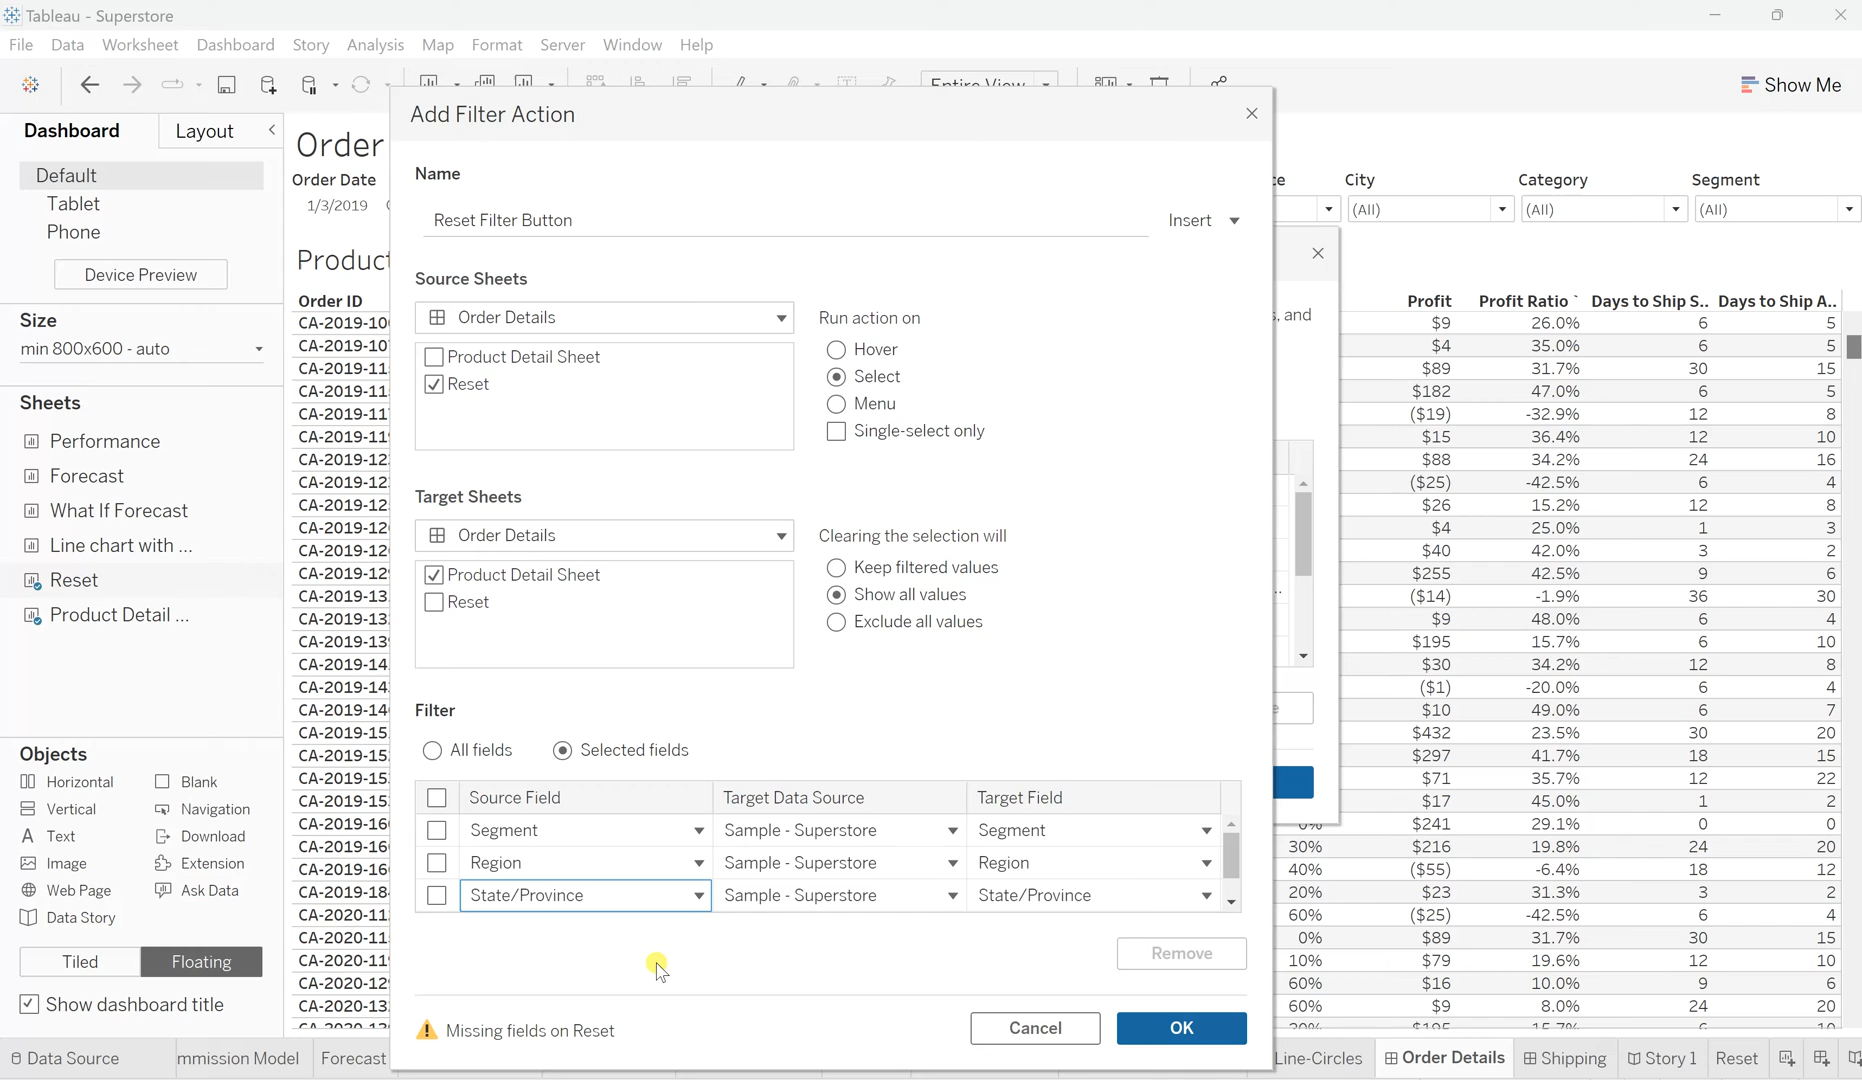 Tableau - Superstore
File Data Worksheet Dashboard Story Analysis Map Format Server Window Help
Entire View
Show Me
Dashboard Layout
Default
Tablet
Phone
Device Preview
Size
min 800x600 - auto
Sheets
Performance
Forecast
What If Forecast
Line chart with ...
Reset
Product Detail ...
Objects
Horizontal Blank
Vertical Navigation
Text Download
Image Extension
Web Page Ask Data
Data Story
Tiled Floating
Show dashboard title
Order
Order Date
1/3/2019
Product
Order ID
CA-2019-10
CA-2019-10
CA-2019-11
CA-2019-11
CA-2019-11
CA-2019-11
CA-2019-12
CA-2019-12
CA-2019-12
CA-2019-12
CA-2019-12
CA-2019-12
CA-2019-13
CA-2019-13
CA-2019-13
CA-2019-14
CA-2019-14
CA-2019-14
CA-2019-15
CA-2019-15
CA-2019-15
CA-2019-15
CA-2019-16
CA-2019-16
CA-2019-16
CA-2019-18
CA-2020-11
CA-2020-11
CA-2020-11
CA-2020-12
CA-2020-13
Add Filter Action
Name
Reset Filter Button Insert
Source Sheets
Order Details
Product Detail Sheet
Reset
Run action on
Hover
Select
Menu
Single-select only
Target Sheets
Order Details
Product Detail Sheet
Reset
Clearing the selection will
Keep filtered values
Show all values
Exclude all values
Filter
All fields Selected fields
Source Field Target Data Source Target Field
Segment Sample - Superstore Segment
Region Sample - Superstore Region
State/Province Sample - Superstore State/Province
Remove
Missing fields on Reset
Cancel OK
ce City Category Segment
(All) (All) (All)
s, and
Profit Profit Ratio Days to Ship S.. Days to Ship A..
$9 26.0% 6 5
$4 35.0% 6 5
$89 31.7% 30 15
$182 47.0% 6 5
($19) -32.9% 12 8
$15 36.4% 12 10
$88 34.2% 24 16
($25) -42.5% 6 4
$26 15.2% 12 8
$4 25.0% 1 3
$40 42.0% 3 2
$255 42.5% 9 6
($14) -1.9% 36 30
$9 48.0% 6 4
$195 15.7% 6 10
$30 34.2% 12 8
($1) -20.0% 6 4
$10 49.0% 6 7
$432 23.5% 30 20
$297 41.7% 18 15
$71 35.7% 12 22
$17 45.0% 1 2
0% $241 29.1% 0 0
30% $216 19.8% 24 20
40% ($55) -6.4% 18 12
20% $23 31.3% 3 2
60% ($25) -42.5% 6 4
0% $89 31.7% 30 15
10% $79 19.6% 12 10
60% $16 10.0% 9 6
60% $9 8.0% 24 20
20% $195 15.7% 6 10
Data Source mmission Model Forecast Line-Circles Order Details Shipping Story 1 Reset